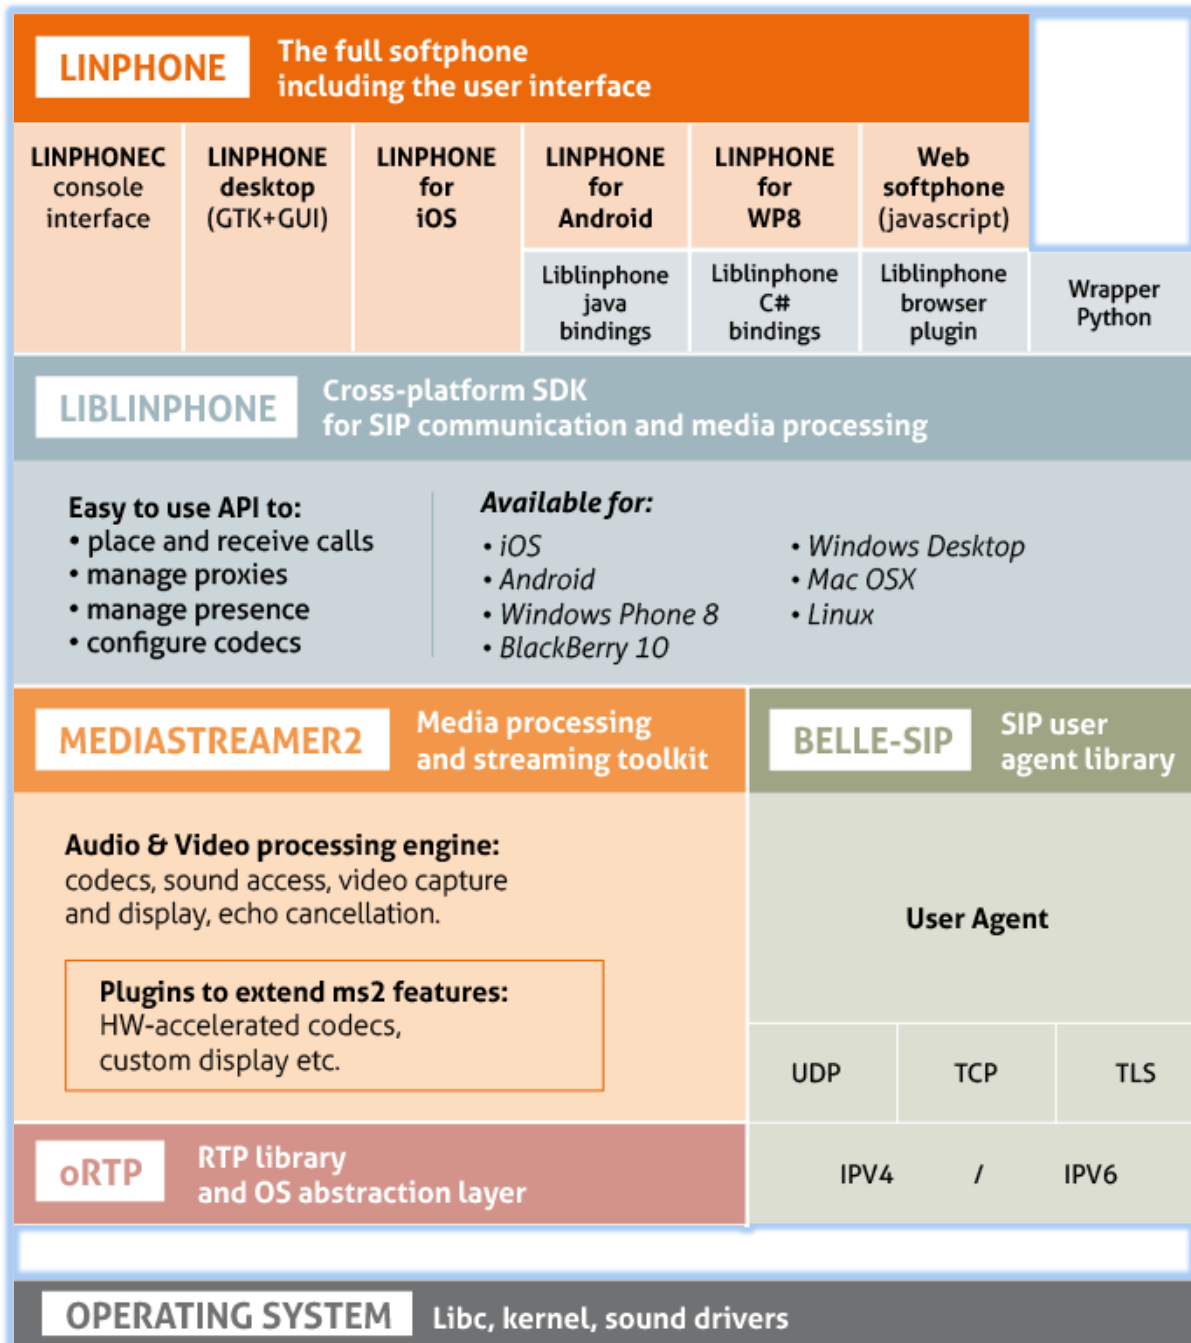 LINPHONE
The full softphone
including the user interface
LINPHONEC
console
interface
LINPHONE
desktop
(GTK+GUI)
LINPHONE
for
iOS
LINPHONE
for
Android
LINPHONE
for
WP8
Web
softphone
(javascript)
Liblinphone
java
bindings
Liblinphone
C#
bindings
Liblinphone
browser
plugin
Wrapper
Python
LIBLINPHONE
Cross-platform SDK
for SIP communication and media processing
Easy to use API to:
• place and receive calls
• manage proxies
• manage presence
• configure codecs
Available for:
• iOS
• Android
• Windows Phone 8
• BlackBerry 10
• Windows Desktop
• Mac OSX
• Linux
MEDIASTREAMER2
Media processing
and streaming toolkit
Audio & Video processing engine:
codecs, sound access, video capture
and display, echo cancellation.
Plugins to extend ms2 features:
HW-accelerated codecs,
custom display etc.
BELLE-SIP
SIP user
agent library
User Agent
UDP
TCP
TLS
IPV4 / IPV6
oRTP
RTP library
and OS abstraction layer
OPERATING SYSTEM
Libc, kernel, sound drivers